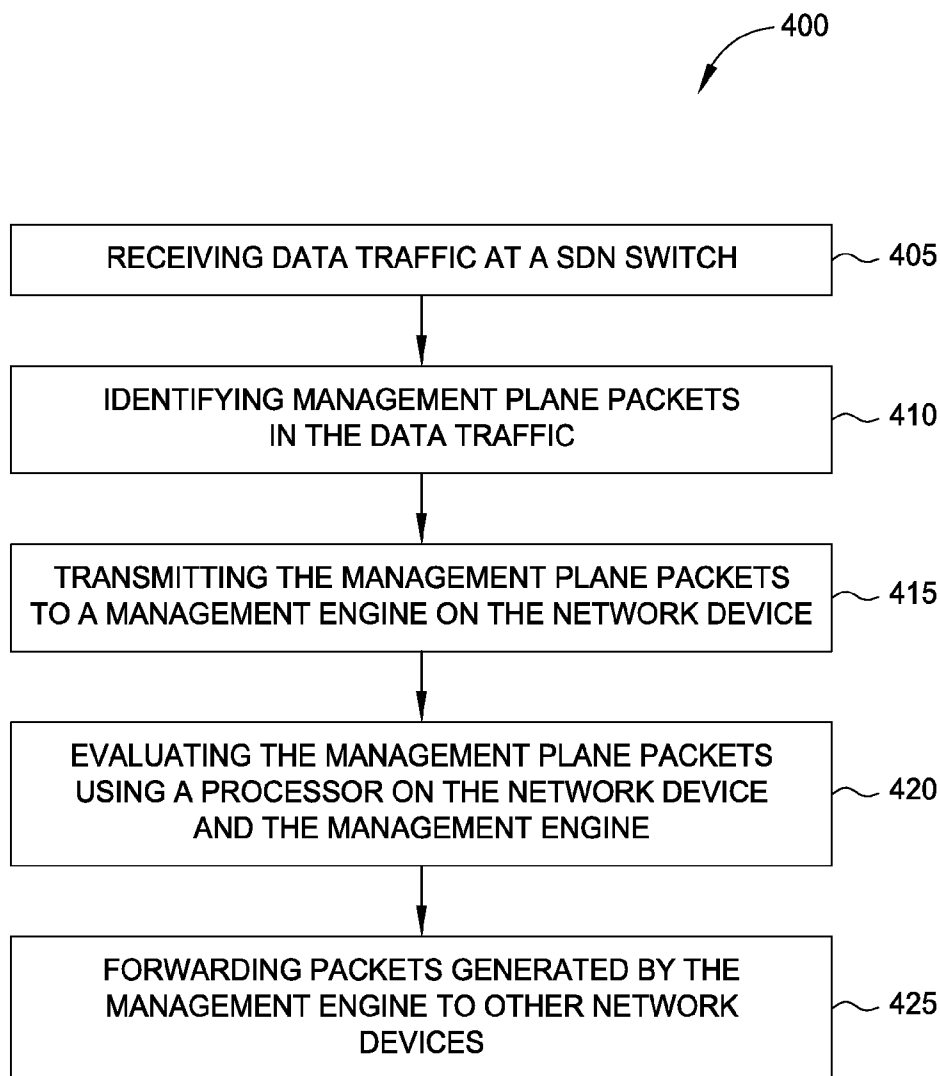 400
RECEIVING DATA TRAFFIC AT A SDN SWITCH
405
IDENTIFYING MANAGEMENT PLANE PACKETS
IN THE DATA TRAFFIC
410
TRANSMITTING THE MANAGEMENT PLANE PACKETS
TO A MANAGEMENT ENGINE ON THE NETWORK DEVICE
415
EVALUATING THE MANAGEMENT PLANE PACKETS
USING A PROCESSOR ON THE NETWORK DEVICE
AND THE MANAGEMENT ENGINE
420
FORWARDING PACKETS GENERATED BY THE
MANAGEMENT ENGINE TO OTHER NETWORK
DEVICES
425